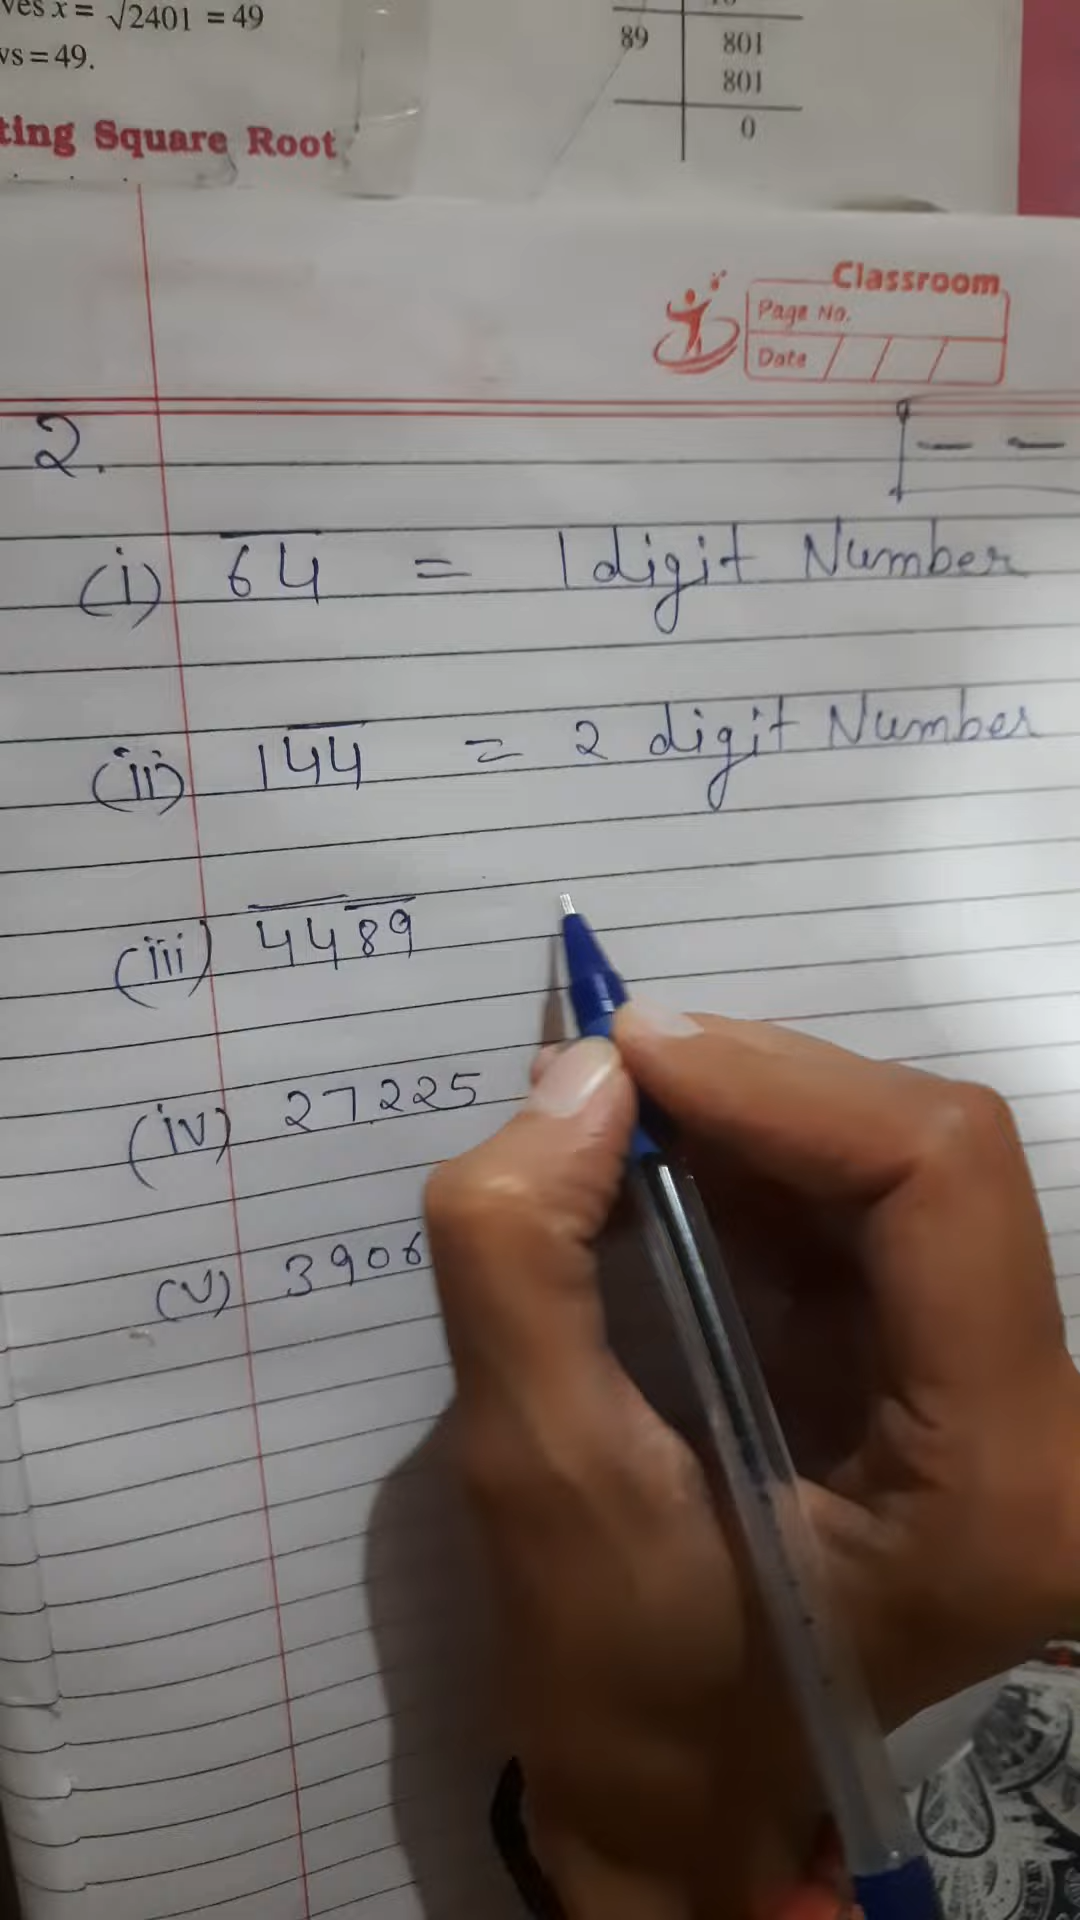 ves x = √2401 = 49
ws = 49.
ting Square Root
89 801
801
0
Classroom
Page No.
Date / / /
2.
(i) 64 = 1 digit Number
(ii) 144 = 2 digit Number
(iii) 4489
(iv) 27225
(v) 3906